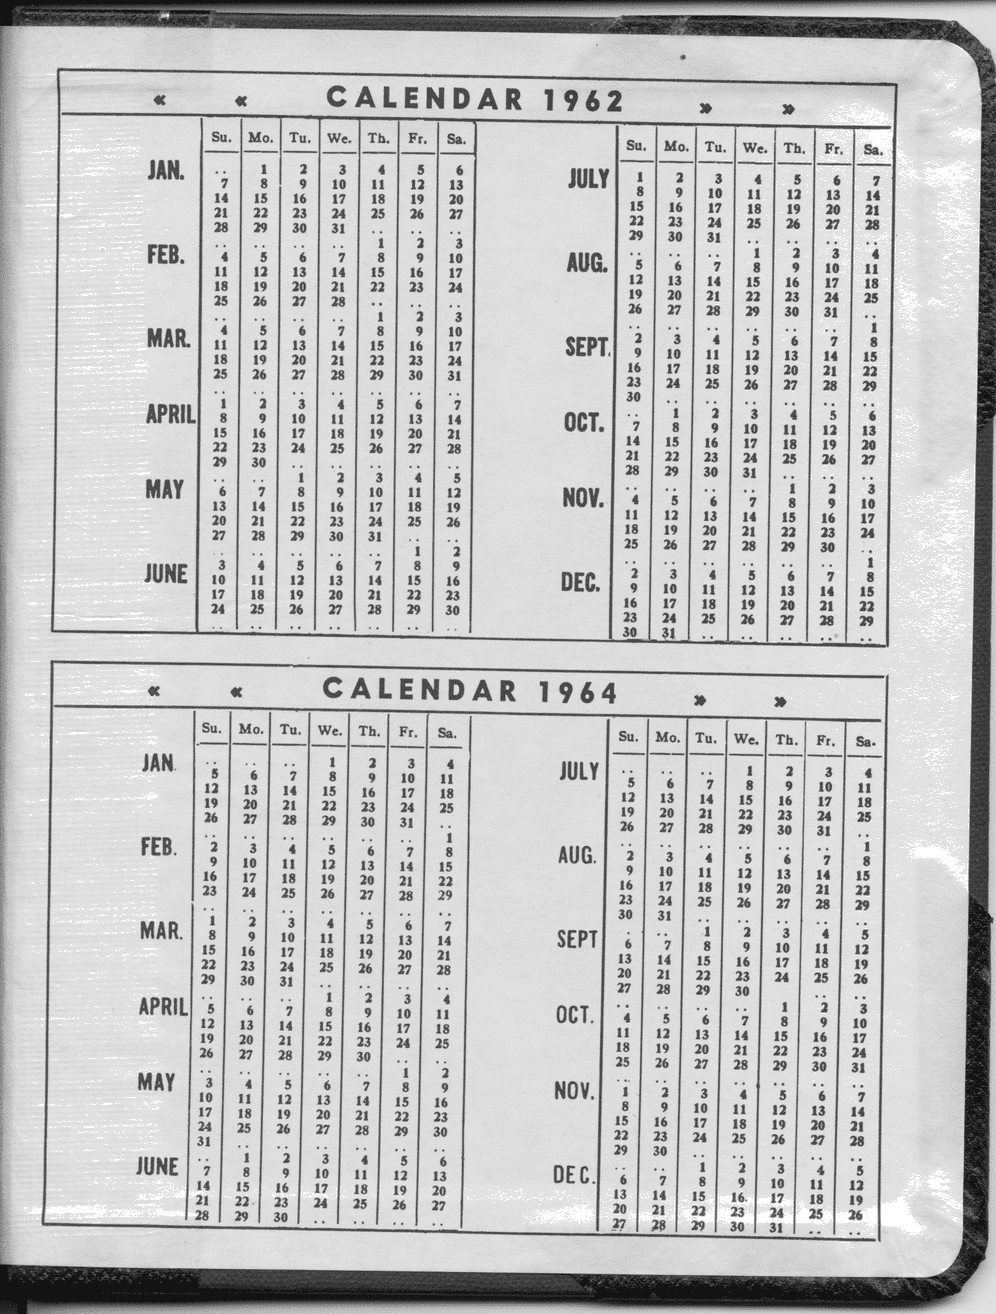 « « CALENDAR 1962 » »
Su. Mo. Tu. We. Th. Fr. Sa.
JAN.
.. 1 2 3 4 5 6
7 8 9 10 11 12 13
14 15 16 17 18 19 20
21 22 23 24 25 26 27
28 29 30 31 .. .. ..
FEB.
.. .. .. .. 1 2 3
4 5 6 7 8 9 10
11 12 13 14 15 16 17
18 19 20 21 22 23 24
25 26 27 28 .. .. ..
MAR.
.. .. .. .. 1 2 3
4 5 6 7 8 9 10
11 12 13 14 15 16 17
18 19 20 21 22 23 24
25 26 27 28 29 30 31
.. .. .. .. .. .. ..
APRIL
1 2 3 4 5 6 7
8 9 10 11 12 13 14
15 16 17 18 19 20 21
22 23 24 25 26 27 28
29 30 .. .. .. .. ..
MAY
.. .. 1 2 3 4 5
6 7 8 9 10 11 12
13 14 15 16 17 18 19
20 21 22 23 24 25 26
27 28 29 30 31 .. ..
JUNE
.. .. .. .. .. 1 2
3 4 5 6 7 8 9
10 11 12 13 14 15 16
17 18 19 20 21 22 23
24 25 26 27 28 29 30
.. .. .. .. .. .. ..
Su. Mo. Tu. We. Th. Fr. Sa.
JULY
1 2 3 4 5 6 7
8 9 10 11 12 13 14
15 16 17 18 19 20 21
22 23 24 25 26 27 28
29 30 31 .. .. .. ..
AUG.
.. .. .. 1 2 3 4
5 6 7 8 9 10 11
12 13 14 15 16 17 18
19 20 21 22 23 24 25
26 27 28 29 30 31 ..
SEPT.
.. .. .. .. .. .. 1
2 3 4 5 6 7 8
9 10 11 12 13 14 15
16 17 18 19 20 21 22
23 24 25 26 27 28 29
30 .. .. .. .. .. ..
OCT.
.. 1 2 3 4 5 6
7 8 9 10 11 12 13
14 15 16 17 18 19 20
21 22 23 24 25 26 27
28 29 30 31 .. .. ..
NOV.
.. .. .. .. 1 2 3
4 5 6 7 8 9 10
11 12 13 14 15 16 17
18 19 20 21 22 23 24
25 26 27 28 29 30 ..
DEC.
.. .. .. .. .. .. 1
2 3 4 5 6 7 8
9 10 11 12 13 14 15
16 17 18 19 20 21 22
23 24 25 26 27 28 29
30 31 .. .. .. .. ..
« « CALENDAR 1964 » »
Su. Mo. Tu. We. Th. Fr. Sa.
JAN.
.. .. .. 1 2 3 4
5 6 7 8 9 10 11
12 13 14 15 16 17 18
19 20 21 22 23 24 25
26 27 28 29 30 31 ..
FEB.
.. .. .. .. .. .. 1
2 3 4 5 6 7 8
9 10 11 12 13 14 15
16 17 18 19 20 21 22
23 24 25 26 27 28 29
.. .. .. .. .. .. ..
MAR.
1 2 3 4 5 6 7
8 9 10 11 12 13 14
15 16 17 18 19 20 21
22 23 24 25 26 27 28
29 30 31 .. .. .. ..
APRIL
.. .. .. 1 2 3 4
5 6 7 8 9 10 11
12 13 14 15 16 17 18
19 20 21 22 23 24 25
26 27 28 29 30 .. ..
MAY
.. .. .. .. .. 1 2
3 4 5 6 7 8 9
10 11 12 13 14 15 16
17 18 19 20 21 22 23
24 25 26 27 28 29 30
31 .. .. .. .. .. ..
JUNE
.. 1 2 3 4 5 6
7 8 9 10 11 12 13
14 15 16 17 18 19 20
21 22 23 24 25 26 27
28 29 30 .. .. .. ..
Su. Mo. Tu. We. Th. Fr. Sa.
JULY
.. .. .. 1 2 3 4
5 6 7 8 9 10 11
12 13 14 15 16 17 18
19 20 21 22 23 24 25
26 27 28 29 30 31 ..
AUG.
.. .. .. .. .. .. 1
2 3 4 5 6 7 8
9 10 11 12 13 14 15
16 17 18 19 20 21 22
23 24 25 26 27 28 29
30 31 .. .. .. .. ..
SEPT
.. .. 1 2 3 4 5
6 7 8 9 10 11 12
13 14 15 16 17 18 19
20 21 22 23 24 25 26
27 28 29 30 .. .. ..
OCT.
.. .. .. .. 1 2 3
4 5 6 7 8 9 10
11 12 13 14 15 16 17
18 19 20 21 22 23 24
25 26 27 28 29 30 31
.. .. .. .. .. .. ..
NOV.
1 2 3 4 5 6 7
8 9 10 11 12 13 14
15 16 17 18 19 20 21
22 23 24 25 26 27 28
29 30 .. .. .. .. ..
DEC.
.. .. 1 2 3 4 5
6 7 8 9 10 11 12
13 14 15 16 17 18 19
20 21 22 23 24 25 26
27 28 29 30 31 .. ..